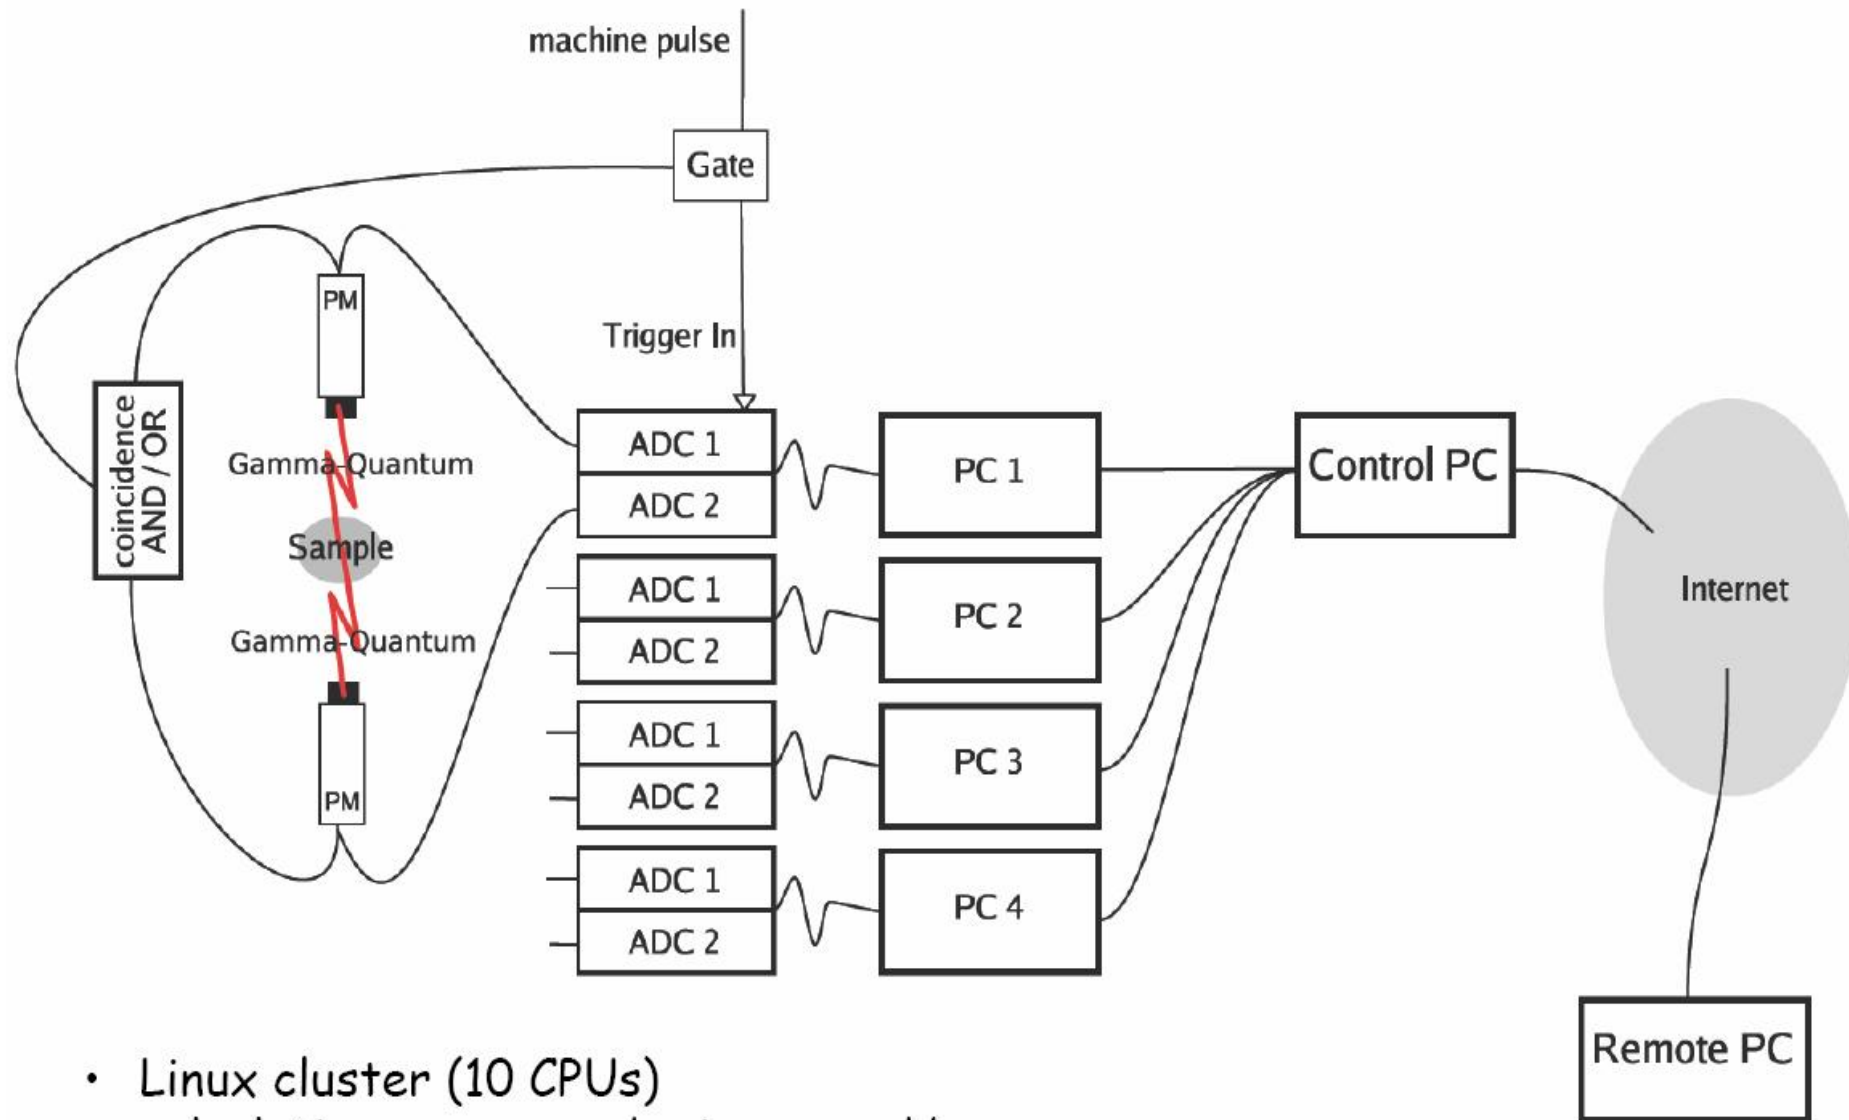 machine pulse
Gate
PM
Trigger In
coincidence
AND / OR
Gamma-Quantum
Sample
Gamma-Quantum
PM
ADC 1
ADC 2
PC 1
ADC 1
ADC 2
PC 2
ADC 1
ADC 2
PC 3
ADC 1
ADC 2
PC 4
Control PC
Internet
Remote PC
• Linux cluster (10 CPUs)